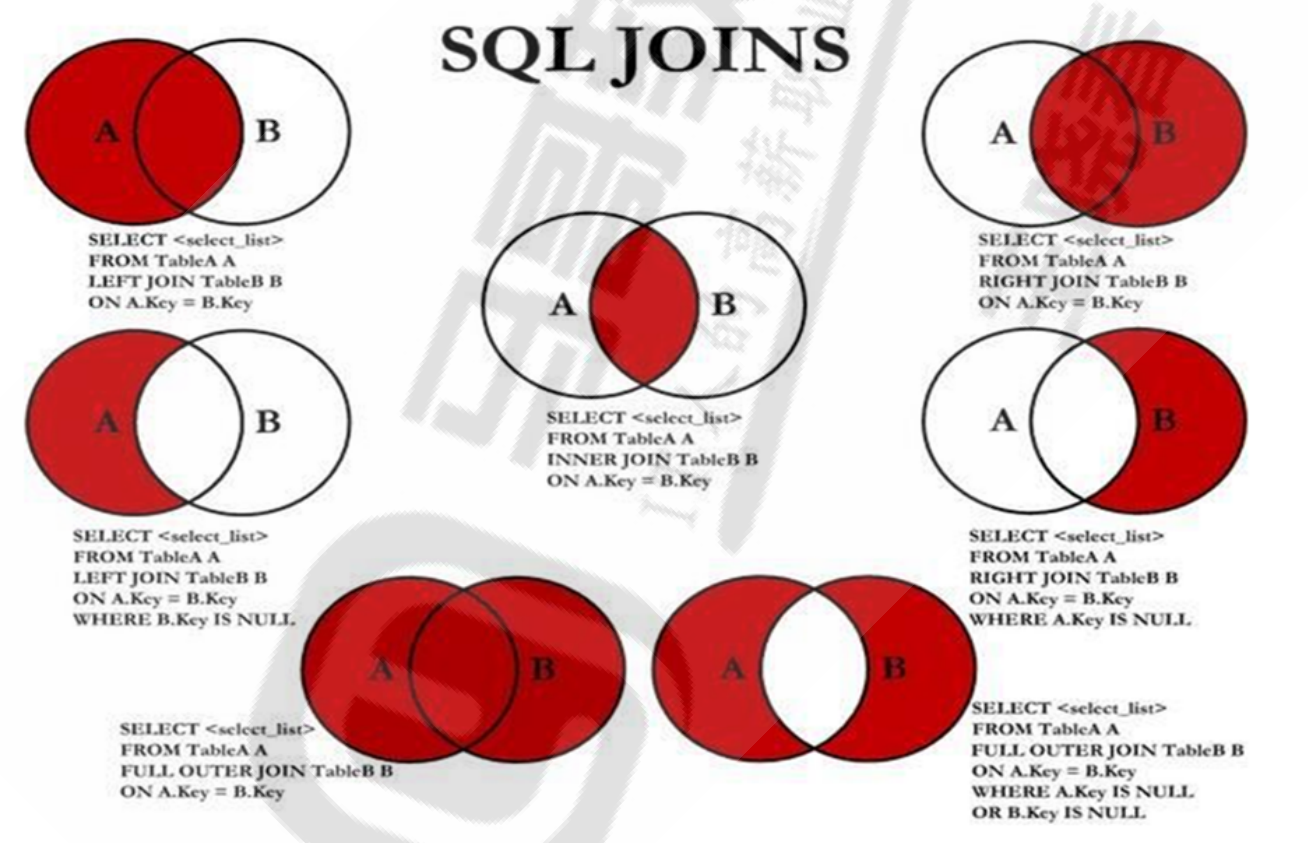 SQL JOINS
A B
SELECT <select_list>
FROM TableA A
LEFT JOIN TableB B
ON A.Key = B.Key
A B
SELECT <select_list>
FROM TableA A
RIGHT JOIN TableB B
ON A.Key = B.Key
A B
SELECT <select_list>
FROM TableA A
INNER JOIN TableB B
ON A.Key = B.Key
A B
SELECT <select_list>
FROM TableA A
LEFT JOIN TableB B
ON A.Key = B.Key
WHERE B.Key IS NULL
A B
SELECT <select_list>
FROM TableA A
RIGHT JOIN TableB B
ON A.Key = B.Key
WHERE A.Key IS NULL
A B
SELECT <select_list>
FROM TableA A
FULL OUTER JOIN TableB B
ON A.Key = B.Key
A B
SELECT <select_list>
FROM TableA A
FULL OUTER JOIN TableB B
ON A.Key = B.Key
WHERE A.Key IS NULL
OR B.Key IS NULL